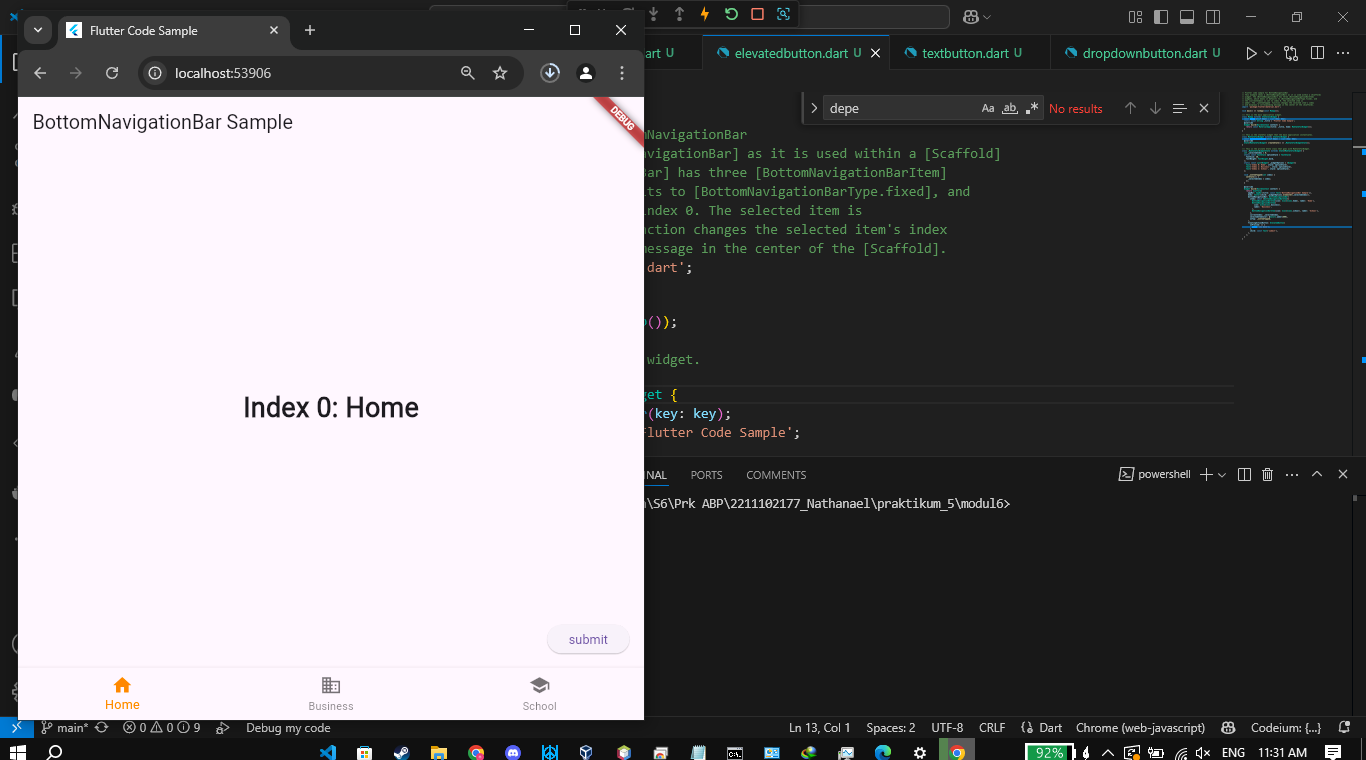 Flutter Code Sample
localhost:53906
BottomNavigationBar Sample
DEBUG
Index 0: Home
submit
Home
Business
School
art U
elevatedbutton.dart U
textbutton.dart U
dropdownbutton.dart U
depe
Aa
ab
No results
mNavigationBar
vigationBar] as it is used within a [Scaffold]
Bar] has three [BottomNavigationBarItem]
lts to [BottomNavigationBarType.fixed], and
index 0. The selected item is
nction changes the selected item's index
message in the center of the [Scaffold].
dart';
());
widget.
get {
(key: key);
Flutter Code Sample';
NAL
PORTS
COMMENTS
powershell
\S6\Prk ABP\2211102177_Nathanael\praktikum_5\modul6>
main*
0 0 9
Debug my code
Ln 13, Col 1
Spaces: 2
UTF-8
CRLF
Dart
Chrome (web-javascript)
Codeium: {...}
92%
ENG
11:31 AM